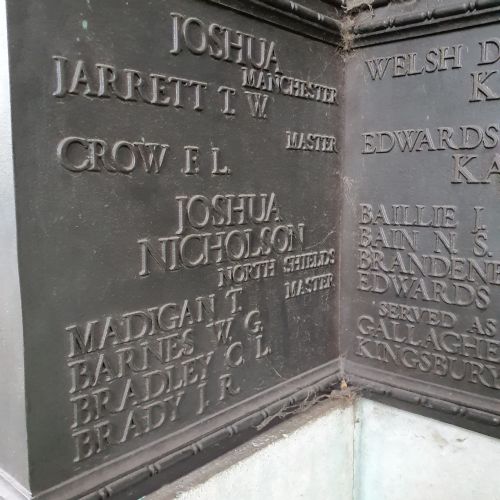 JOSHUA
MANCHESTER
JARRETT T. W.
MASTER
CROW F. L.
JOSHUA
NICHOLSON
NORTH SHIELDS
MADIGAN T. MASTER
BARNES W. G.
BRADLEY C. L.
BRADY J. R.
WELSH D
EDWARDS
KA
BAILLIE J.
BAIN N. S.
EDWARDS
SERVED AS
KINGSBURY